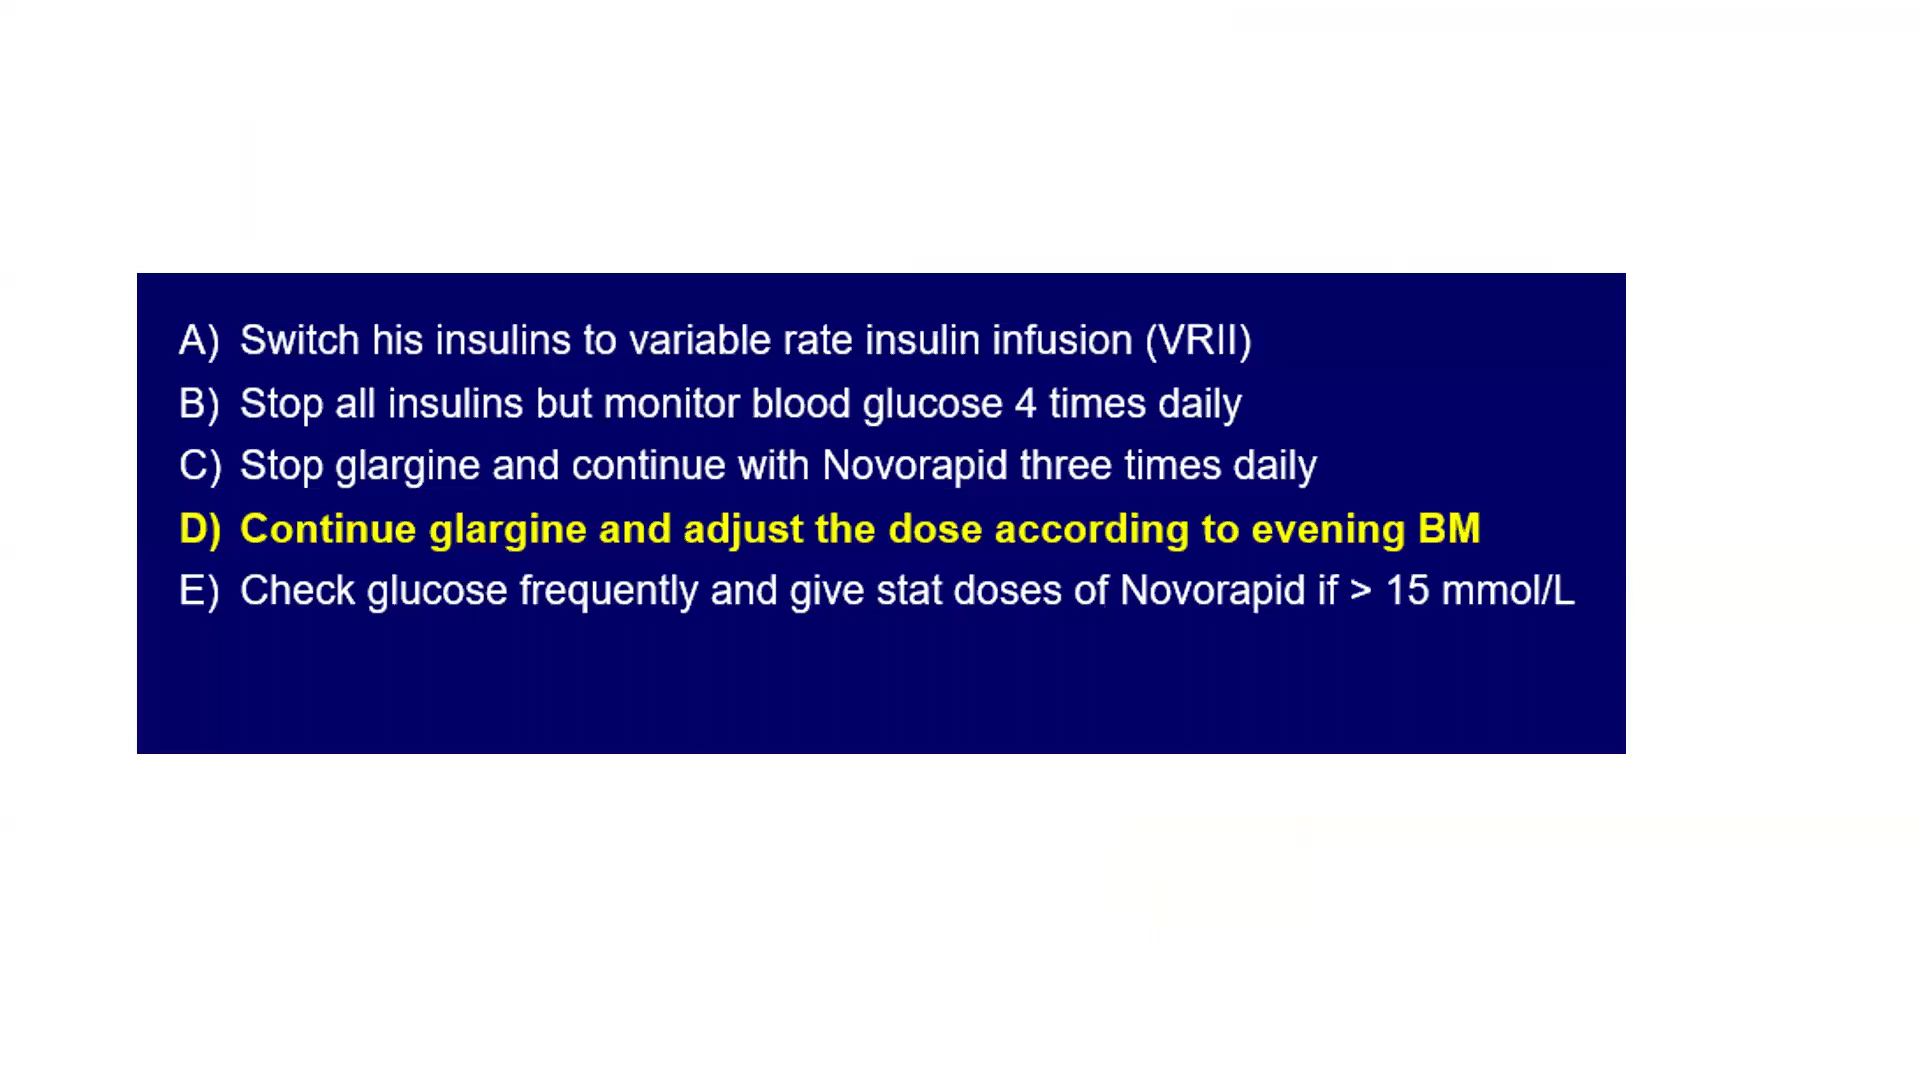 A) Switch his insulins to variable rate insulin infusion (VRII)
B) Stop all insulins but monitor blood glucose 4 times daily
C) Stop glargine and continue with Novorapid three times daily
D) Continue glargine and adjust the dose according to evening BM
E) Check glucose frequently and give stat doses of Novorapid if > 15 mmol/L